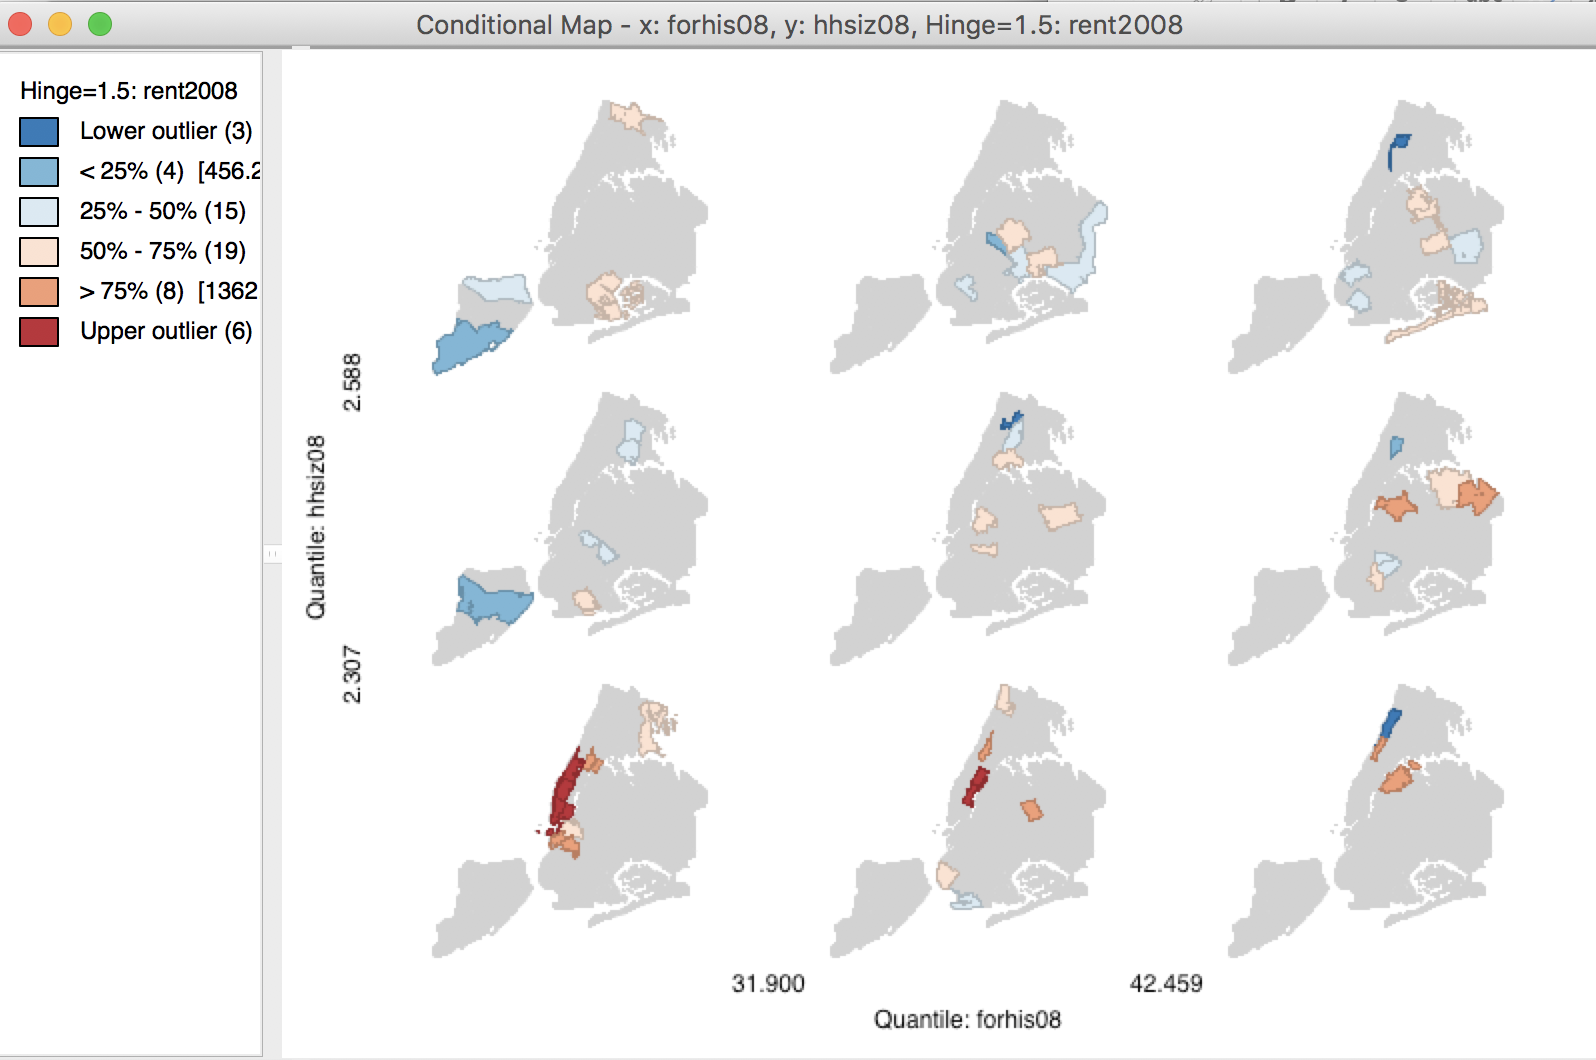 Conditional Map - x: forhis08, y: hhsiz08, Hinge=1.5: rent2008
Hinge=1.5: rent2008
Lower outlier (3)
< 25% (4) [456.2
25% - 50% (15)
50% - 75% (19)
> 75% (8) [1362
Upper outlier (6)
2.588
Quantile: hhsiz08
2.307
31.900
42.459
Quantile: forhis08